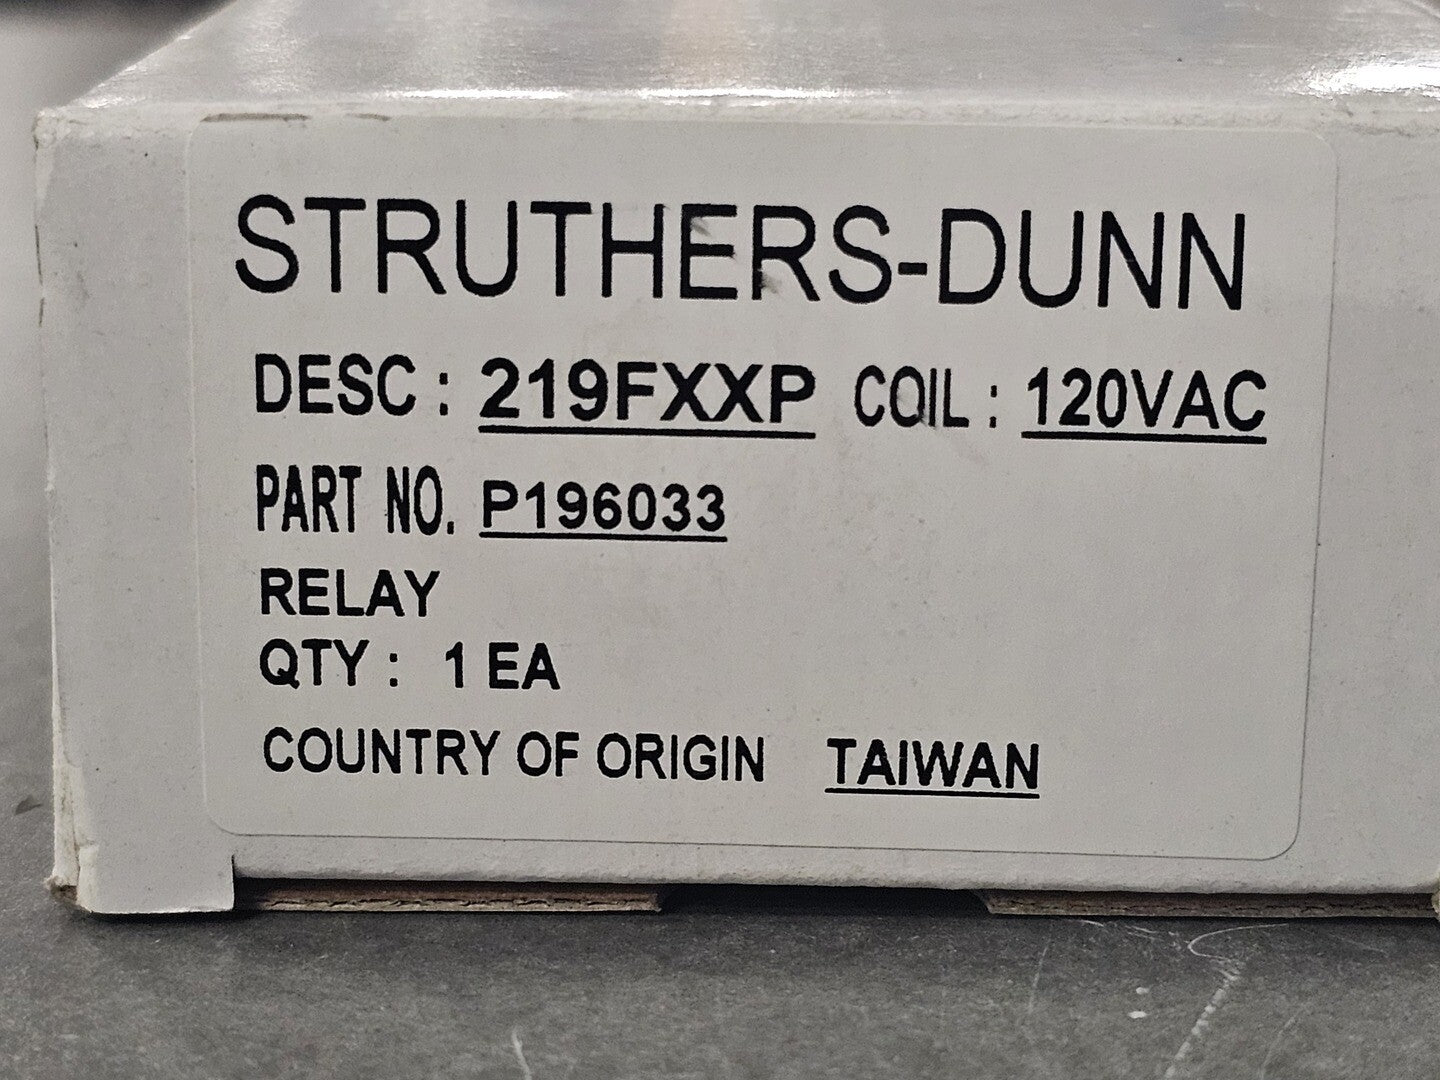 STRUTHERS-DUNN
DESC : 219FXXP COIL : 120VAC
PART NO. P196033
RELAY
QTY : 1 EA
COUNTRY OF ORIGIN TAIWAN